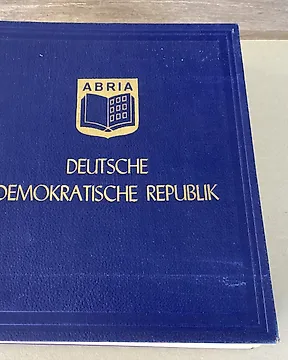 ABRIA
DEUTSCHE
DEMOKRATISCHE REPUBLIK